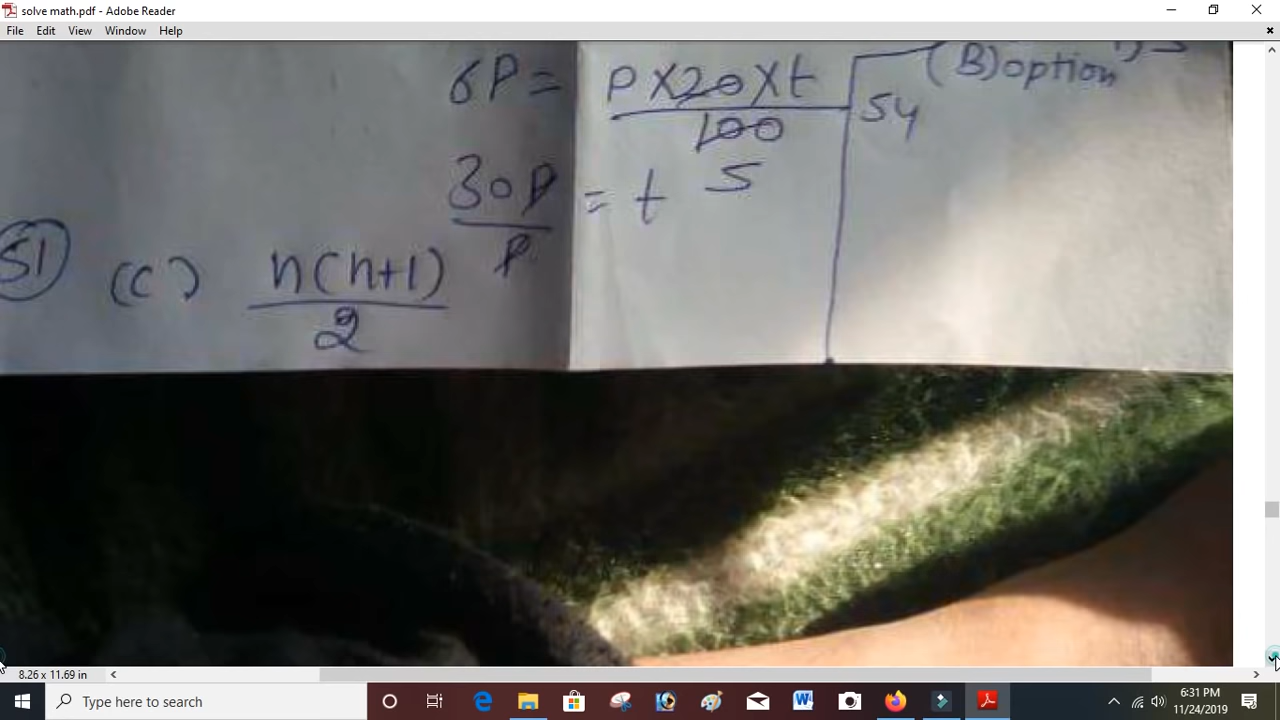 solve math.pdf - Adobe Reader
File Edit View Window Help
6P = P X 20 X t / 100
5
30P / P = t
(B) option
54
51 (C) n(n+1) / 2
8.26 x 11.69 in
Type here to search
6:31 PM
11/24/2019